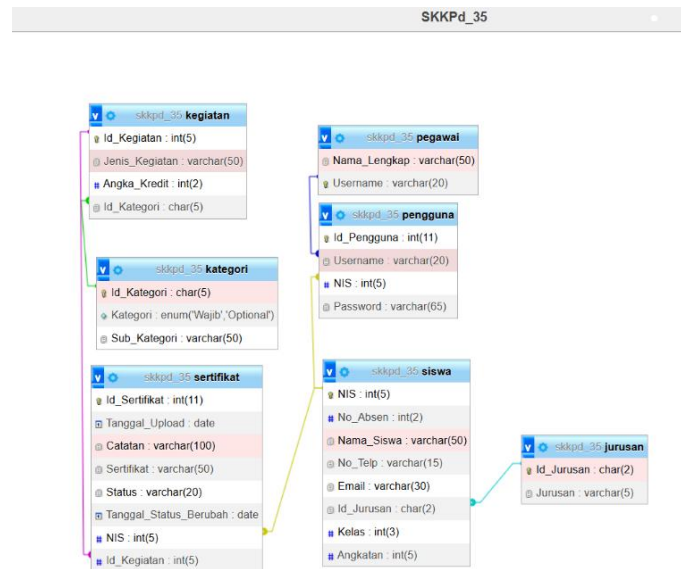 SKKPd_35
skkpd_35 kegiatan
Id_Kegiatan : int(5)
Jenis_Kegiatan : varchar(50)
Angka_Kredit : int(2)
Id_Kategori : char(5)
skkpd_35 pegawai
Nama_Lengkap : varchar(50)
Username : varchar(20)
skkpd_35 pengguna
Id_Pengguna : int(11)
Username : varchar(20)
NIS : int(5)
Password : varchar(65)
skkpd_35 kategori
Id_Kategori : char(5)
Kategori : enum('Wajib','Optional')
Sub_Kategori : varchar(50)
skkpd_35 sertifikat
Id_Sertifikat : int(11)
Tanggal_Upload : date
Catatan : varchar(100)
Sertifikat : varchar(50)
Status : varchar(20)
Tanggal_Status_Berubah : date
NIS : int(5)
Id_Kegiatan : int(5)
skkpd_35 siswa
NIS : int(5)
No_Absen : int(2)
Nama_Siswa : varchar(50)
No_Telp : varchar(15)
Email : varchar(30)
Id_Jurusan : char(2)
Kelas : int(3)
Angkatan : int(5)
skkpd_35 jurusan
Id_Jurusan : char(2)
Jurusan : varchar(5)